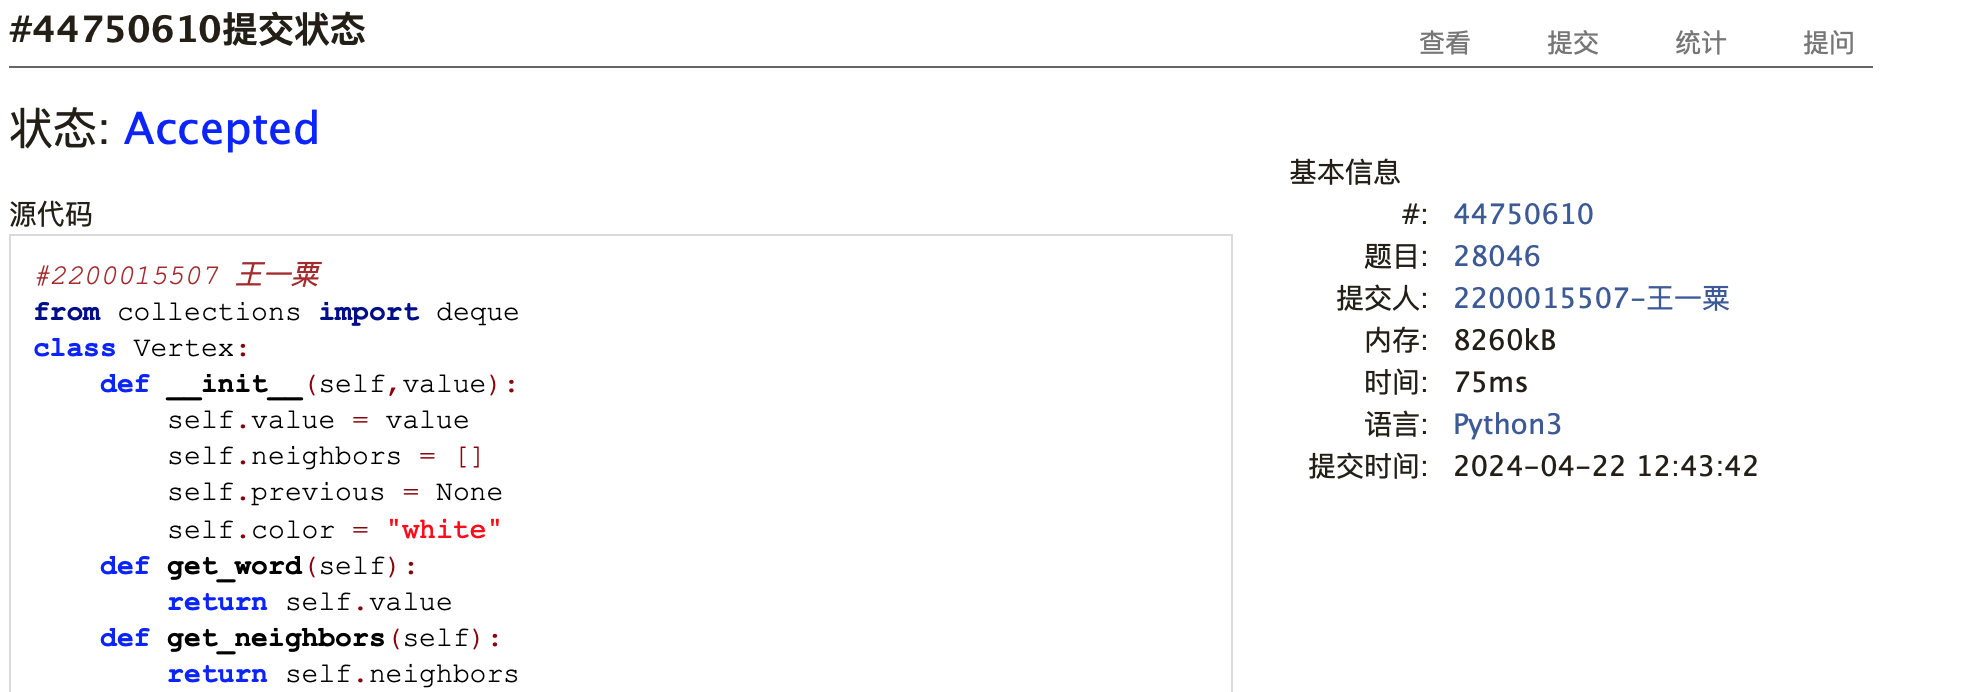 #44750610提交状态
查看 提交 统计 提问
状态: Accepted
源代码
#2200015507 王一粟
from collections import deque
class Vertex:
    def __init__(self,value):
        self.value = value
        self.neighbors = []
        self.previous = None
        self.color = "white"
    def get_word(self):
        return self.value
    def get_neighbors(self):
        return self.neighbors
基本信息
#: 44750610
题目: 28046
提交人: 2200015507-王一粟
内存: 8260kB
时间: 75ms
语言: Python3
提交时间: 2024-04-22 12:43:42